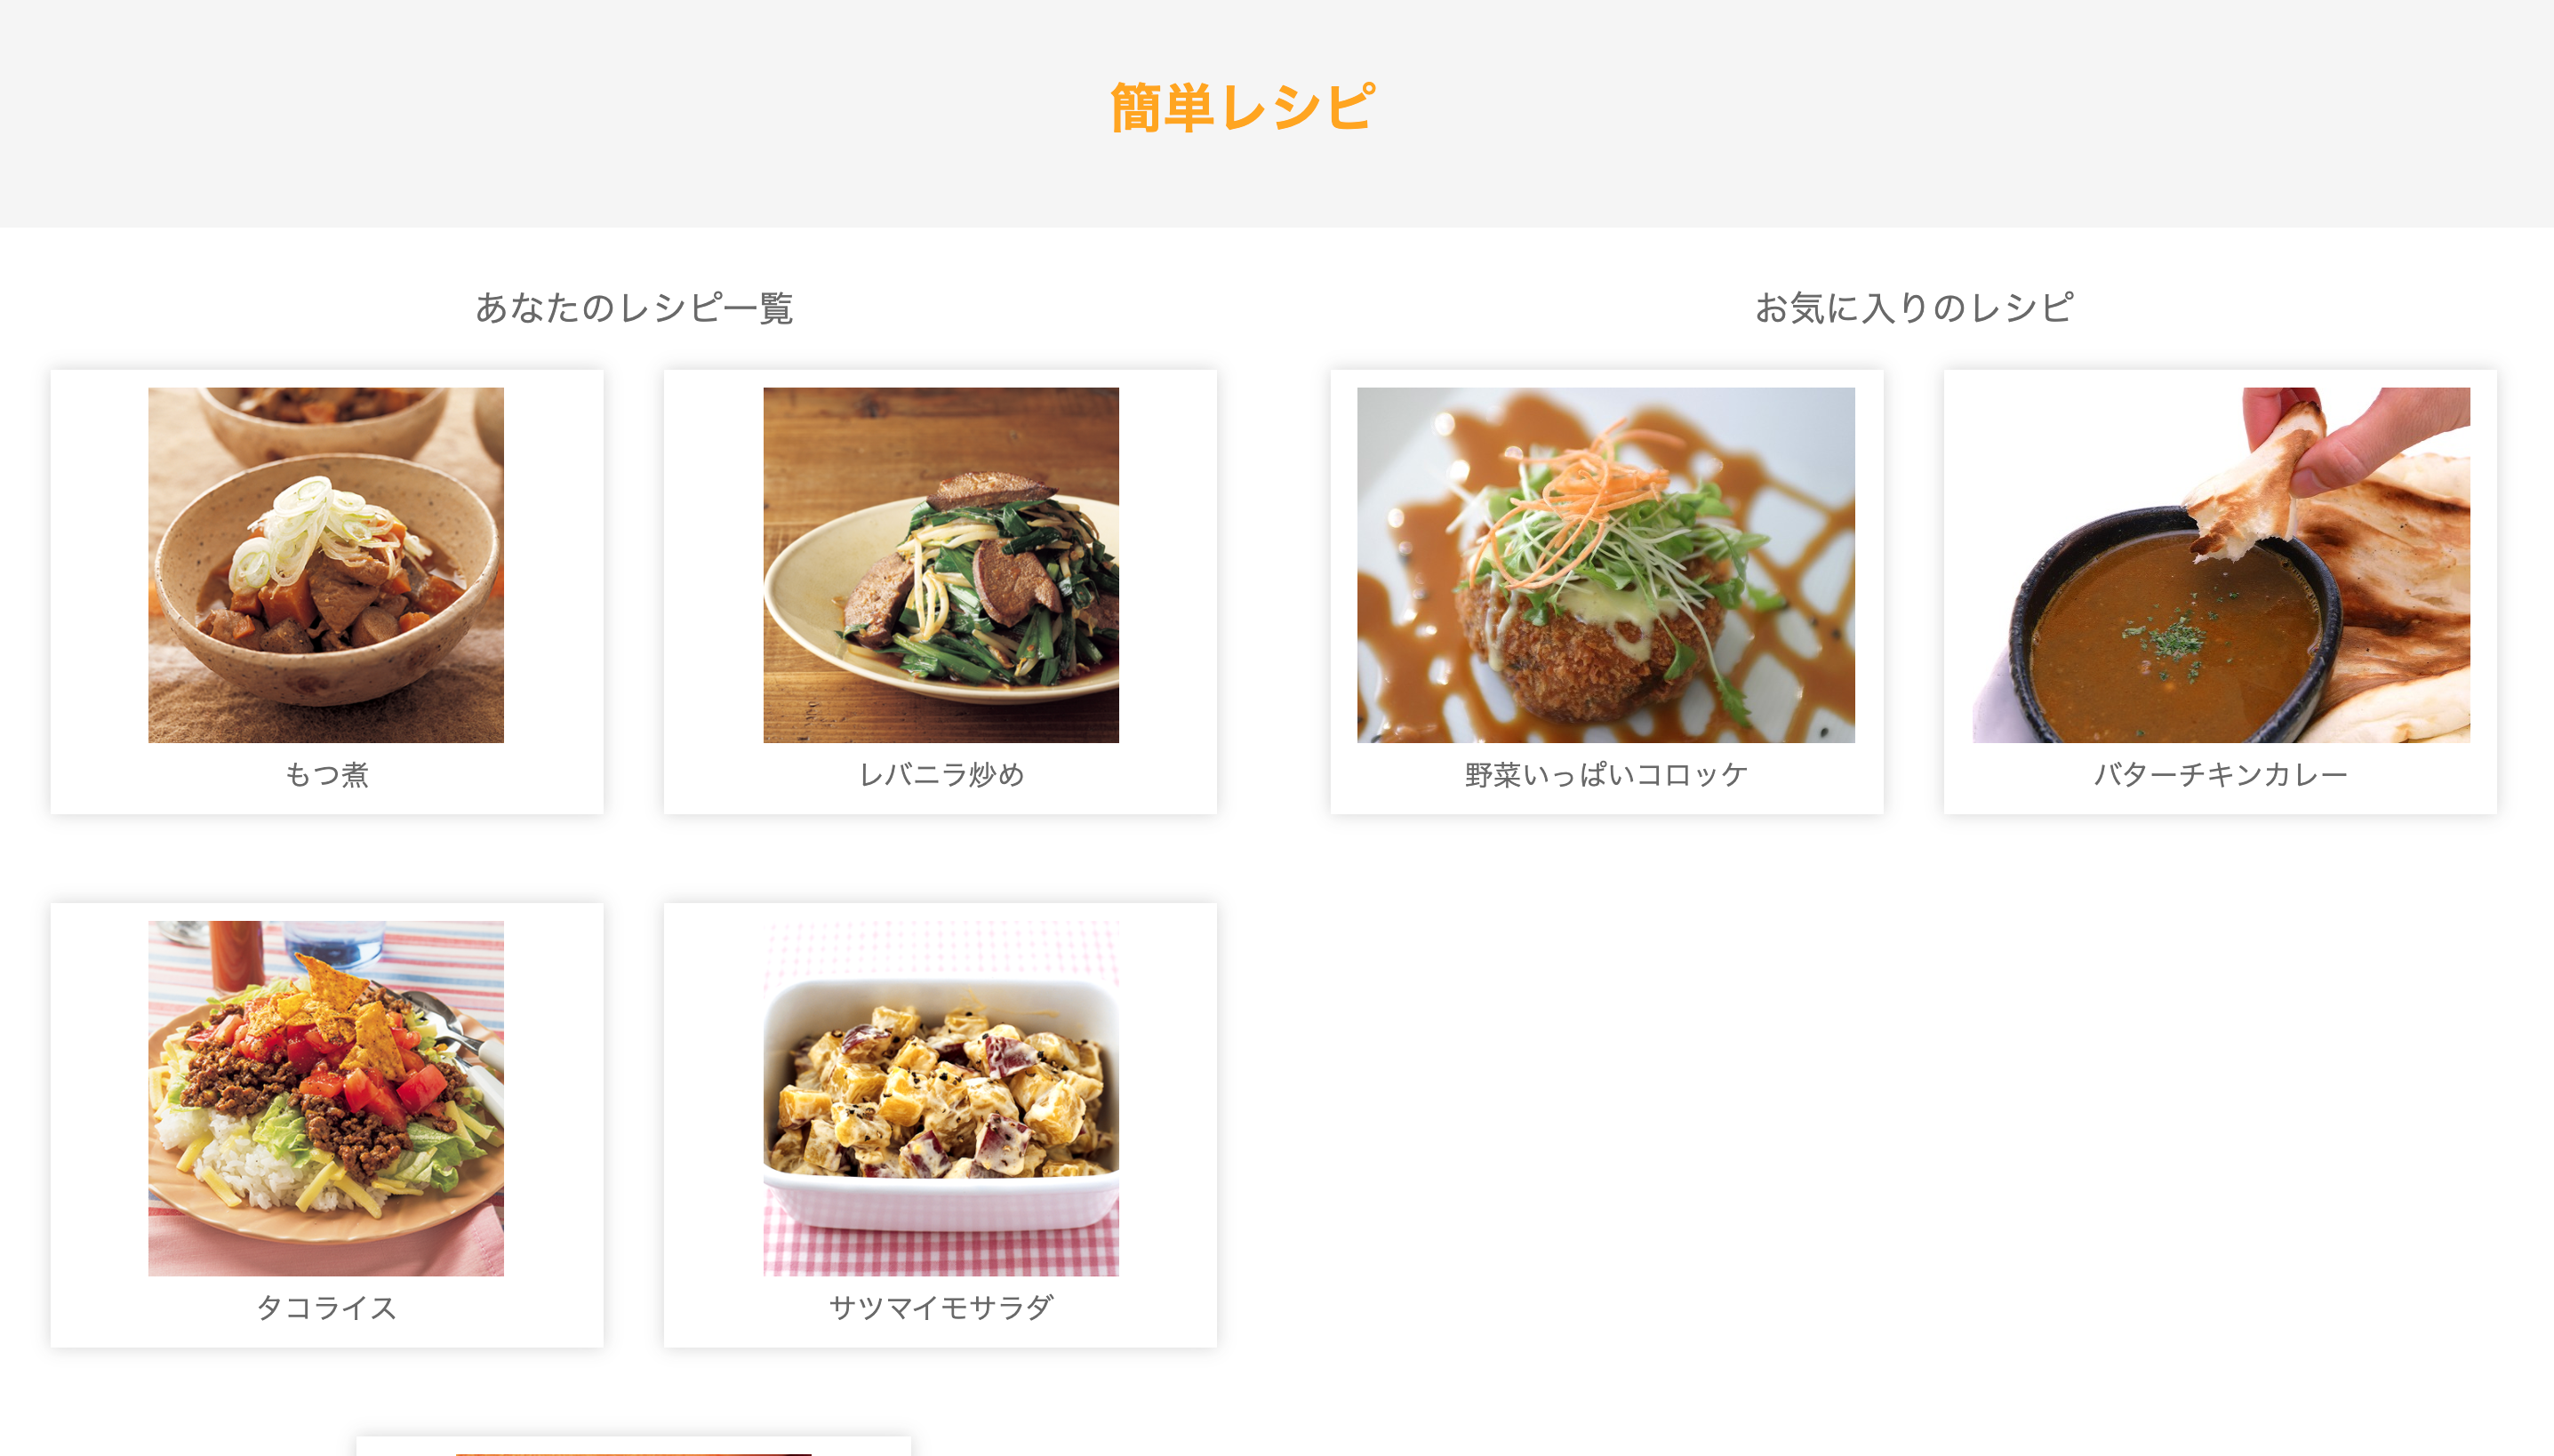 簡単レシピ
あなたのレシピ一覧
もつ煮
レバニラ炒め
タコライス
サツマイモサラダ
お気に入りのレシピ
野菜いっぱいコロッケ
バターチキンカレー